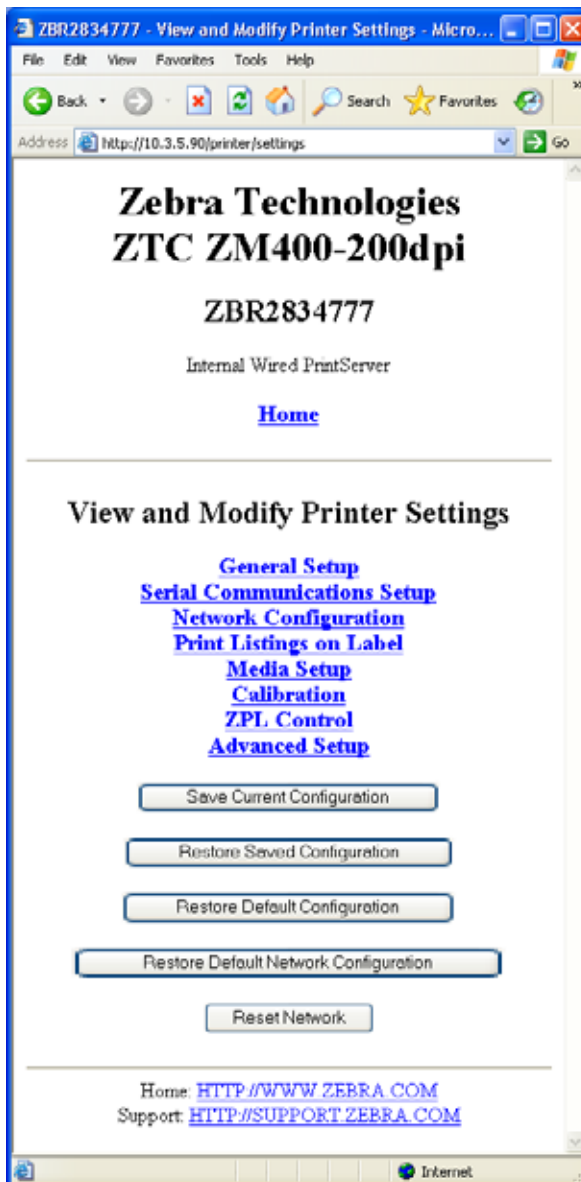 ZBR2834777 - View and Modify Printer Settings - Micro...
File Edit View Favorites Tools Help
Back Search Favorites »
Address http://10.3.5.90/printer/settings Go
Zebra Technologies
ZTC ZM400-200dpi
ZBR2834777
Internal Wired PrintServer
Home
View and Modify Printer Settings
General Setup
Serial Communications Setup
Network Configuration
Print Listings on Label
Media Setup
Calibration
ZPL Control
Advanced Setup
Save Current Configuration
Restore Saved Configuration
Restore Default Configuration
Restore Default Network Configuration
Reset Network
Home: HTTP://WWW.ZEBRA.COM
Support: HTTP://SUPPORT.ZEBRA.COM
Internet